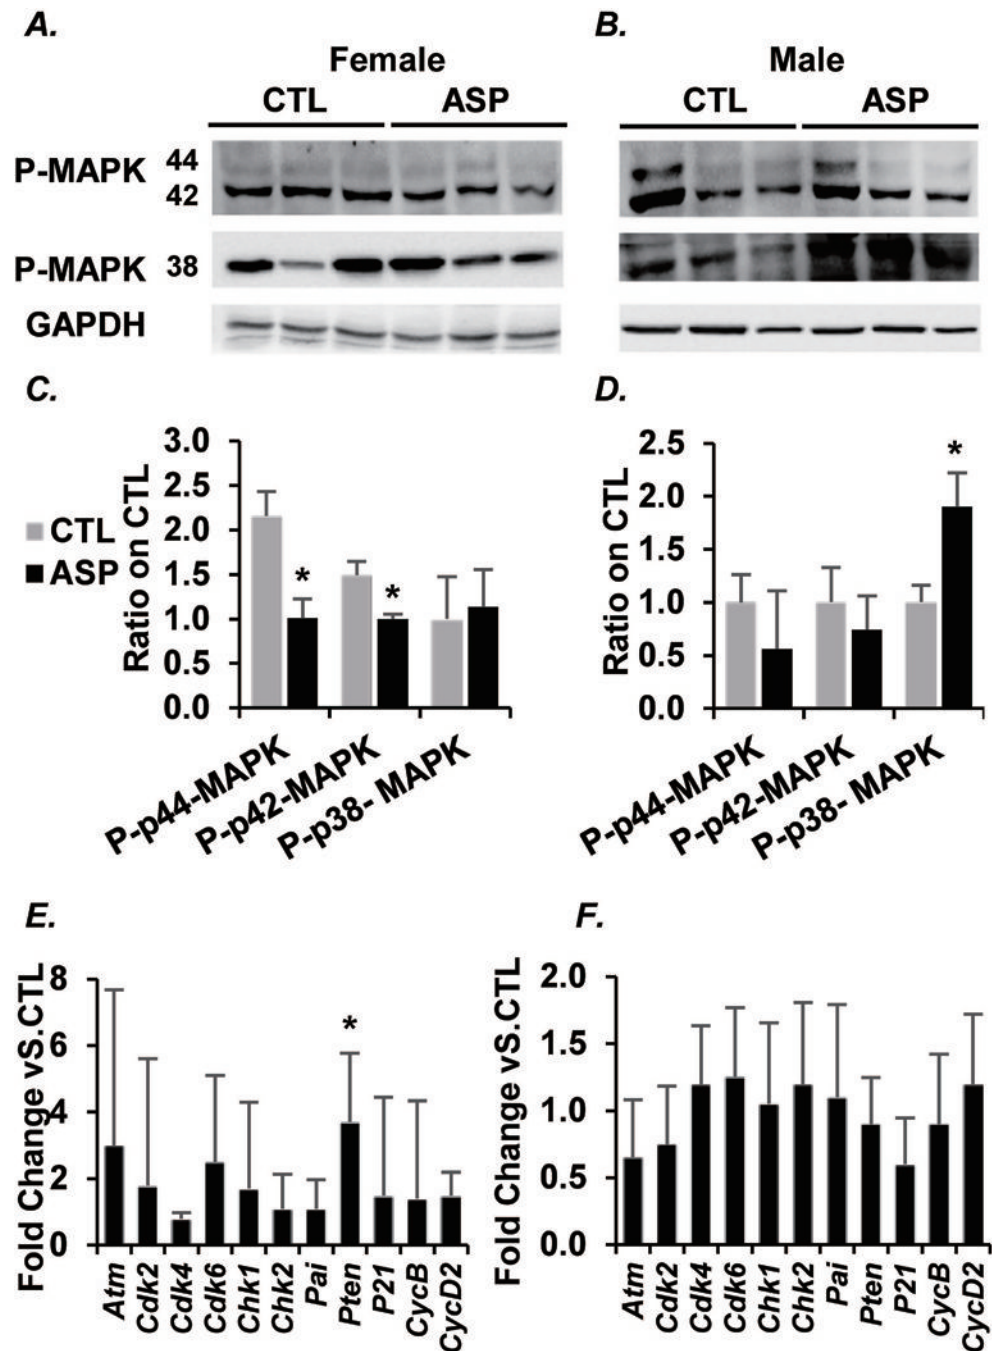 A.
B.
Female
Male
CTL ASP
CTL ASP
P-MAPK 44
42
P-MAPK 38
GAPDH
C.
D.
CTL
ASP
Ratio on CTL
3.0
2.5
2.0
1.5
1.0
0.5
0.0
*
*
P-p44-MAPK
P-p42-MAPK
P-p38- MAPK
Ratio on CTL
2.5
2.0
1.5
1.0
0.5
0.0
*
P-p44-MAPK
P-p42-MAPK
P-p38- MAPK
E.
F.
Fold Change vS.CTL
8
6
4
2
0
*
Atm
Cdk2
Cdk4
Cdk6
Chk1
Chk2
Pai
Pten
P21
CycB
CycD2
Fold Change vS.CTL
2.0
1.5
1.0
0.5
0.0
Atm
Cdk2
Cdk4
Cdk6
Chk1
Chk2
Pai
Pten
P21
CycB
CycD2